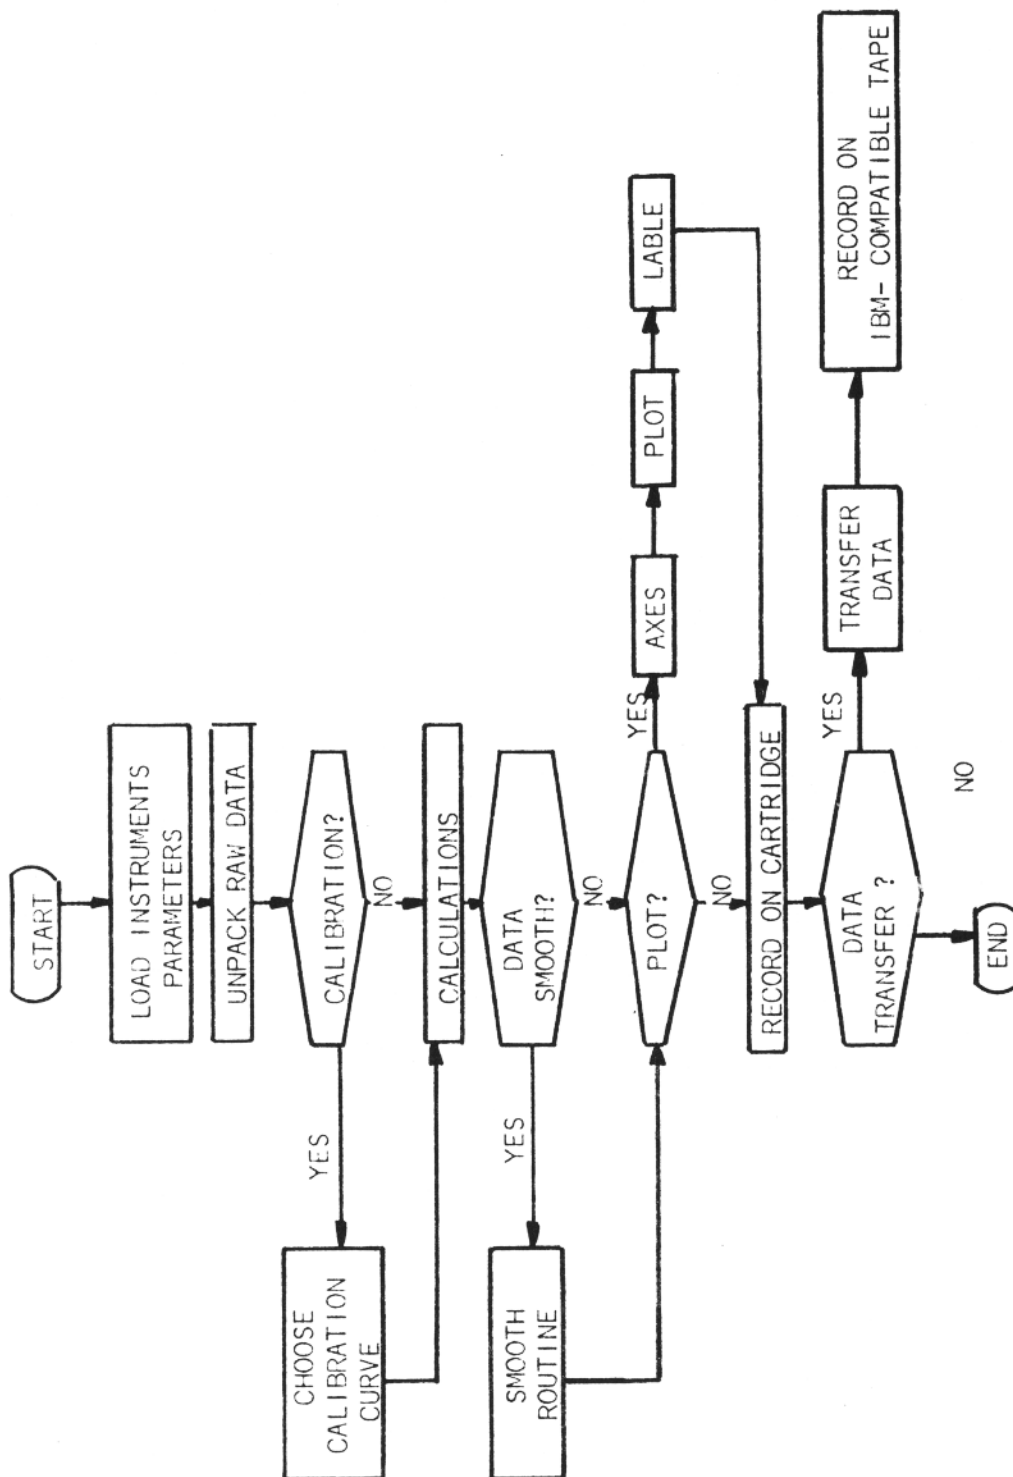 START
LOAD INSTRUMENTS
PARAMETERS
UNPACK RAW DATA
CALIBRATION?
YES
NO
CHOOSE
CALIBRATION
CURVE
CALCULATIONS
DATA
SMOOTH?
YES
NO
SMOOTH
ROUTINE
PLOT?
YES
NO
AXES
PLOT
LABLE
RECORD ON CARTRIDGE
DATA
TRANSFER ?
YES
NO
TRANSFER
DATA
RECORD ON
IBM- COMPATIBLE TAPE
END